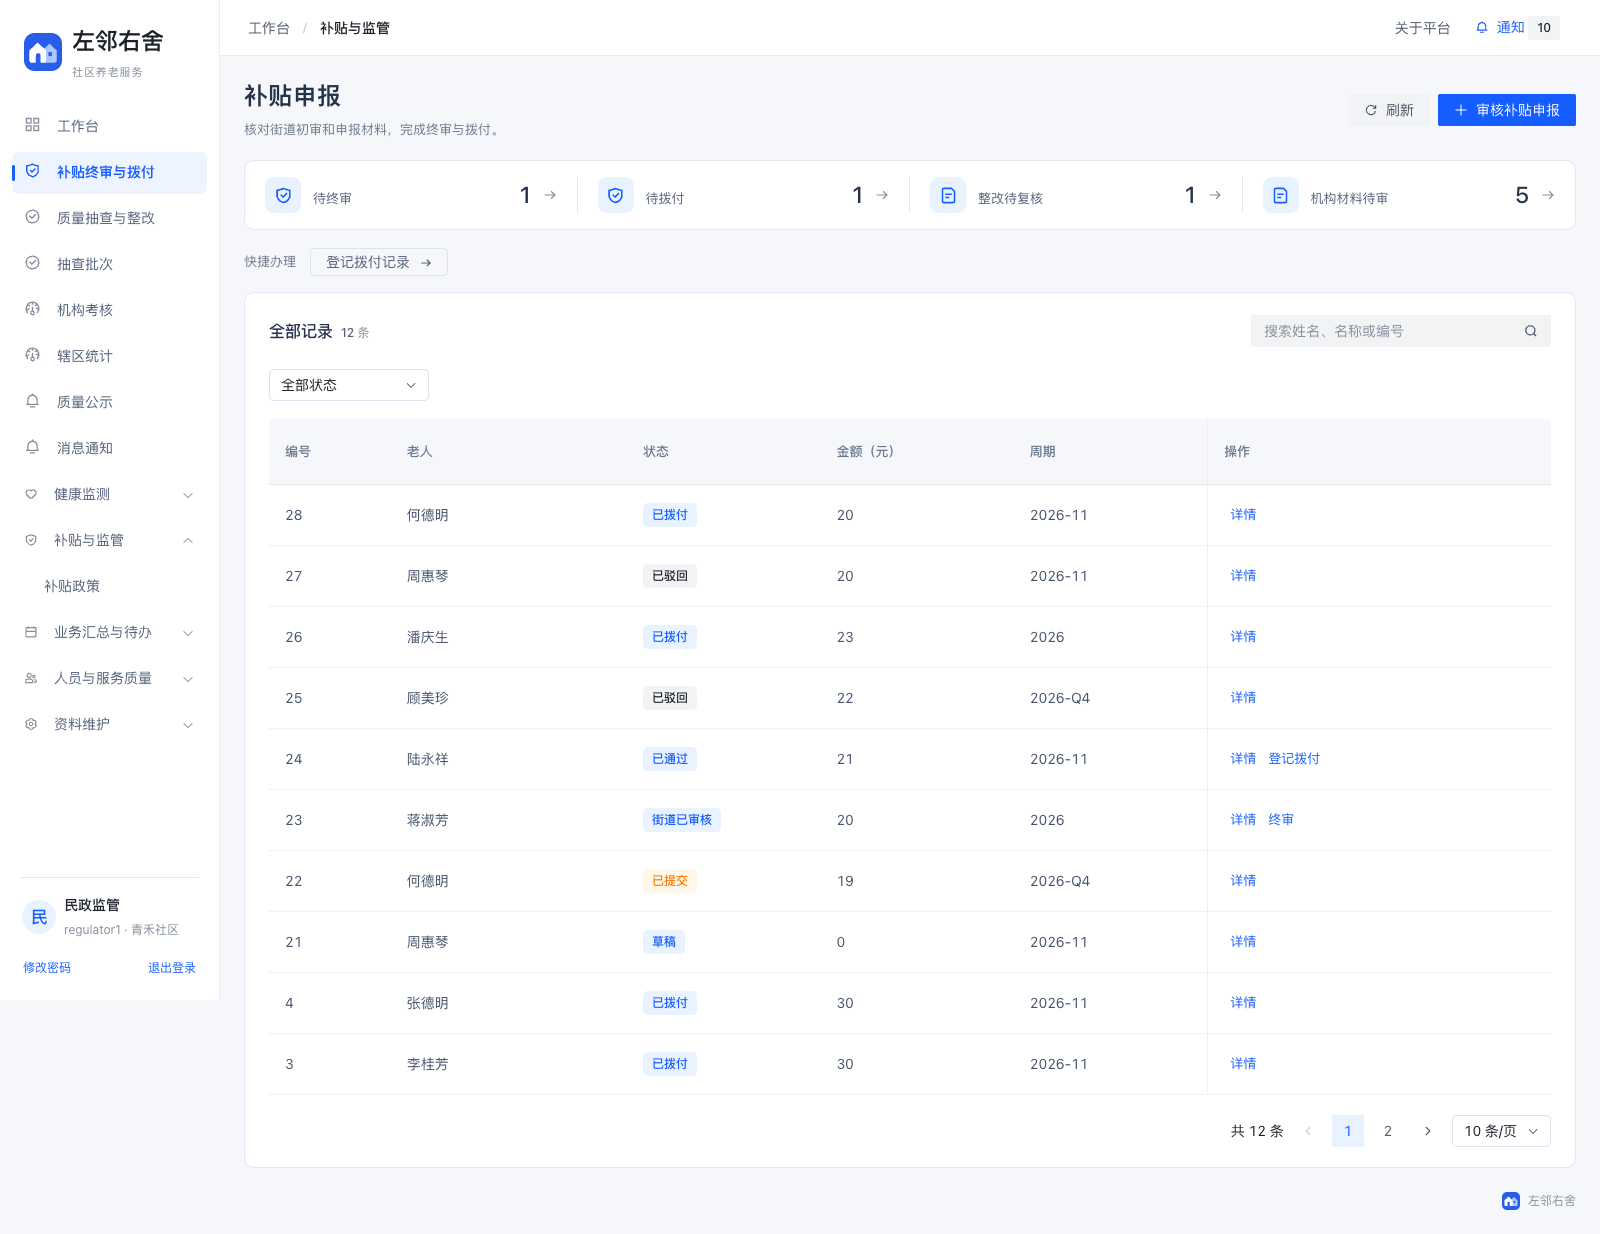 左邻右舍
社区养老服务
工作台
补贴终审与拨付
质量抽查与整改
抽查批次
机构考核
辖区统计
质量公示
消息通知
健康监测
补贴与监管
补贴政策
业务汇总与待办
人员与服务质量
资料维护
民
民政监管
regulator1 · 青禾社区
修改密码 退出登录
工作台 / 补贴与监管
关于平台 通知 10
补贴申报
核对街道初审和申报材料，完成终审与拨付。
刷新 审核补贴申报
待终审 1 → 待拨付 1 → 整改待复核 1 → 机构材料待审 5 →
快捷办理 登记拨付记录 →
全部记录 12 条
搜索姓名、名称或编号
全部状态
编号 老人 状态 金额（元） 周期 操作
28 何德明 已拨付 20 2026-11 详情
27 周惠琴 已驳回 20 2026-11 详情
26 潘庆生 已拨付 23 2026 详情
25 顾美珍 已驳回 22 2026-Q4 详情
24 陆永祥 已通过 21 2026-11 详情 登记拨付
23 蒋淑芳 街道已审核 20 2026 详情 终审
22 何德明 已提交 19 2026-Q4 详情
21 周惠琴 草稿 0 2026-11 详情
4 张德明 已拨付 30 2026-11 详情
3 李桂芳 已拨付 30 2026-11 详情
共 12 条 1 2 10 条/页
左邻右舍